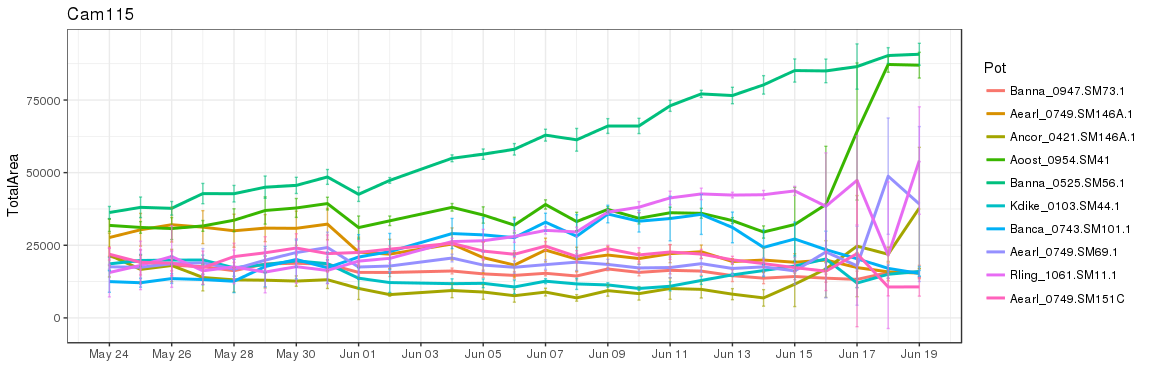 Cam115
TotalArea
75000
50000
25000
0
May 24
May 26
May 28
May 30
Jun 01
Jun 03
Jun 05
Jun 07
Jun 09
Jun 11
Jun 13
Jun 15
Jun 17
Jun 19
Pot
Banna_0947.SM73.1
Aearl_0749.SM146A.1
Ancor_0421.SM146A.1
Aoost_0954.SM41
Banna_0525.SM56.1
Kdike_0103.SM44.1
Banca_0743.SM101.1
Aearl_0749.SM69.1
Rling_1061.SM11.1
Aearl_0749.SM151C